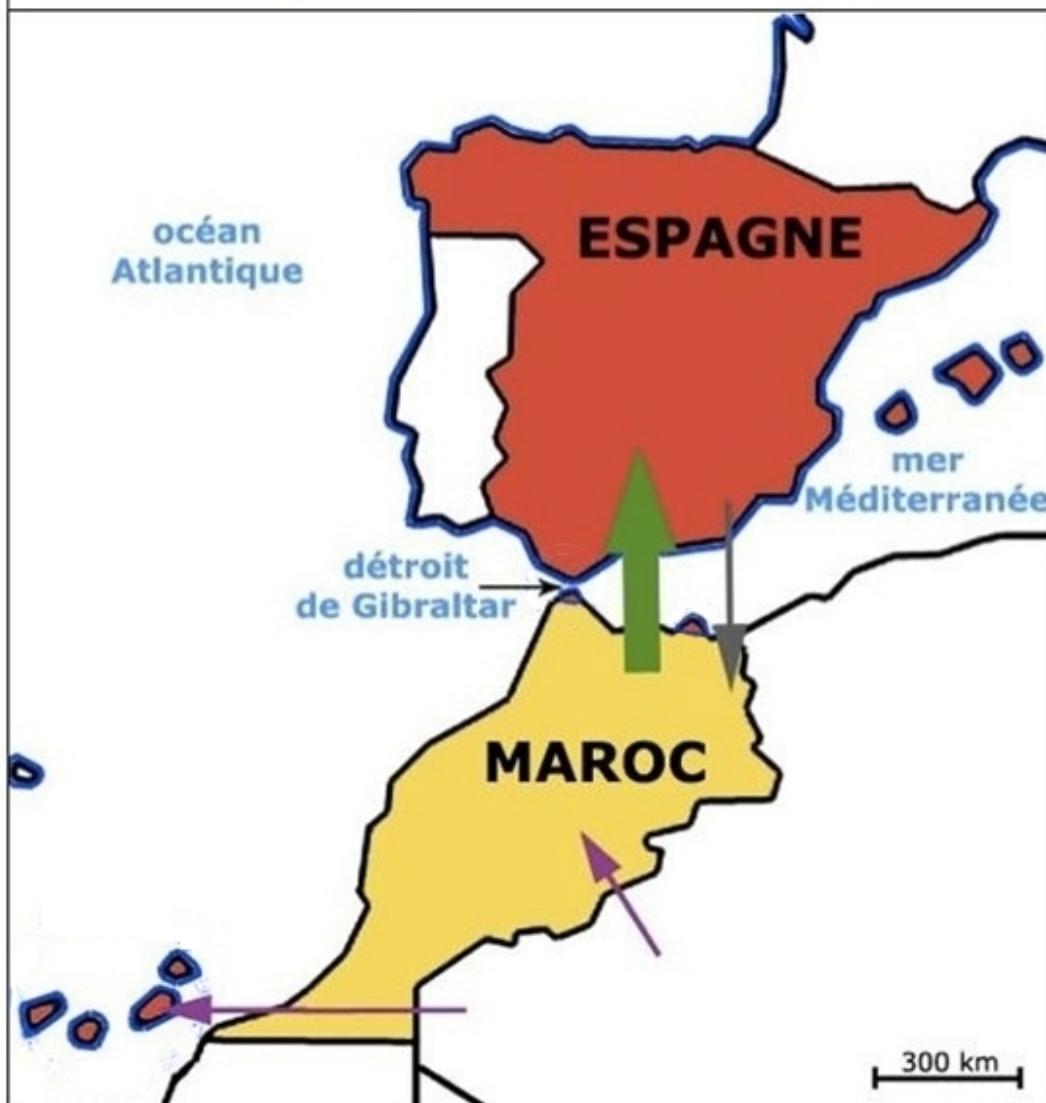 océan
Atlantique
ESPAGNE
mer
Méditerranée
détroit
de Gibraltar
MAROC
300 km